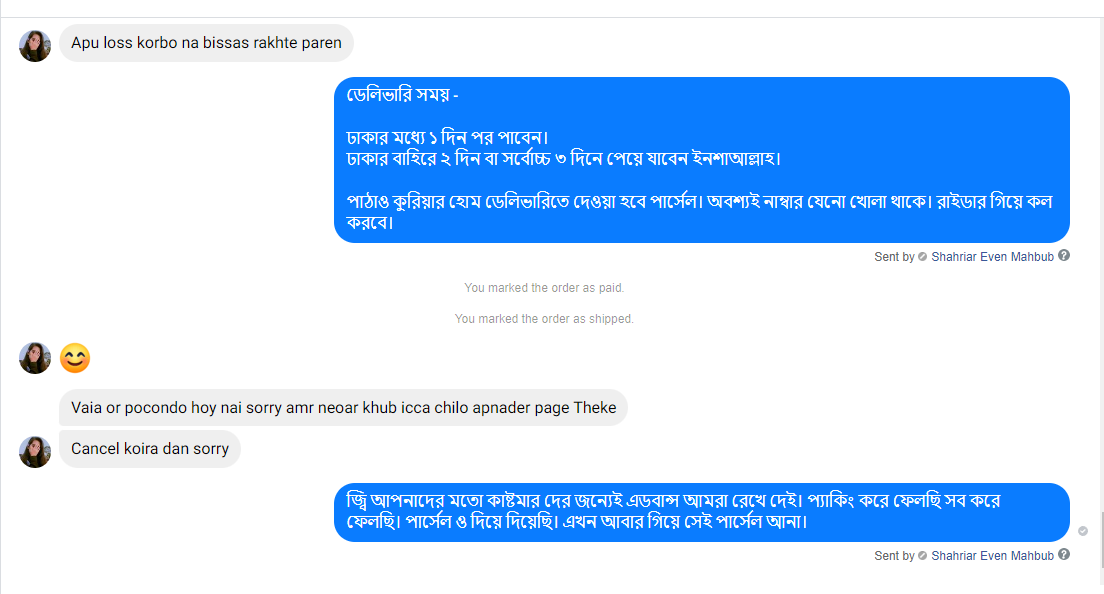 Apu loss korbo na bissas rakhte paren
ডেলিভারি সময় -
ঢাকার মধ্যে ১ দিন পর পাবেন।
ঢাকার বাহিরে ২ দিন বা সর্বোচ্চ ৩ দিনে পেয়ে যাবেন ইনশাআল্লাহ।
পাঠাও কুরিয়ার হোম ডেলিভারিতে দেওয়া হবে পার্সেল। অবশ্যই নাম্বার যেনো খোলা থাকে। রাইডার গিয়ে কল
করবে।
Sent by Shahriar Even Mahbub
You marked the order as paid.
You marked the order as shipped.
😊
Vaia or pocondo hoy nai sorry amr neoar khub icca chilo apnader page Theke
Cancel koira dan sorry
জ্বি আপনাদের মতো কাষ্টমার দের জন্যেই এডবান্স আমরা রেখে দেই। প্যাকিং করে ফেলছি সব করে
ফেলছি। পার্সেল ও দিয়ে দিয়েছি। এখন আবার গিয়ে সেই পার্সেল আনা।
Sent by Shahriar Even Mahbub